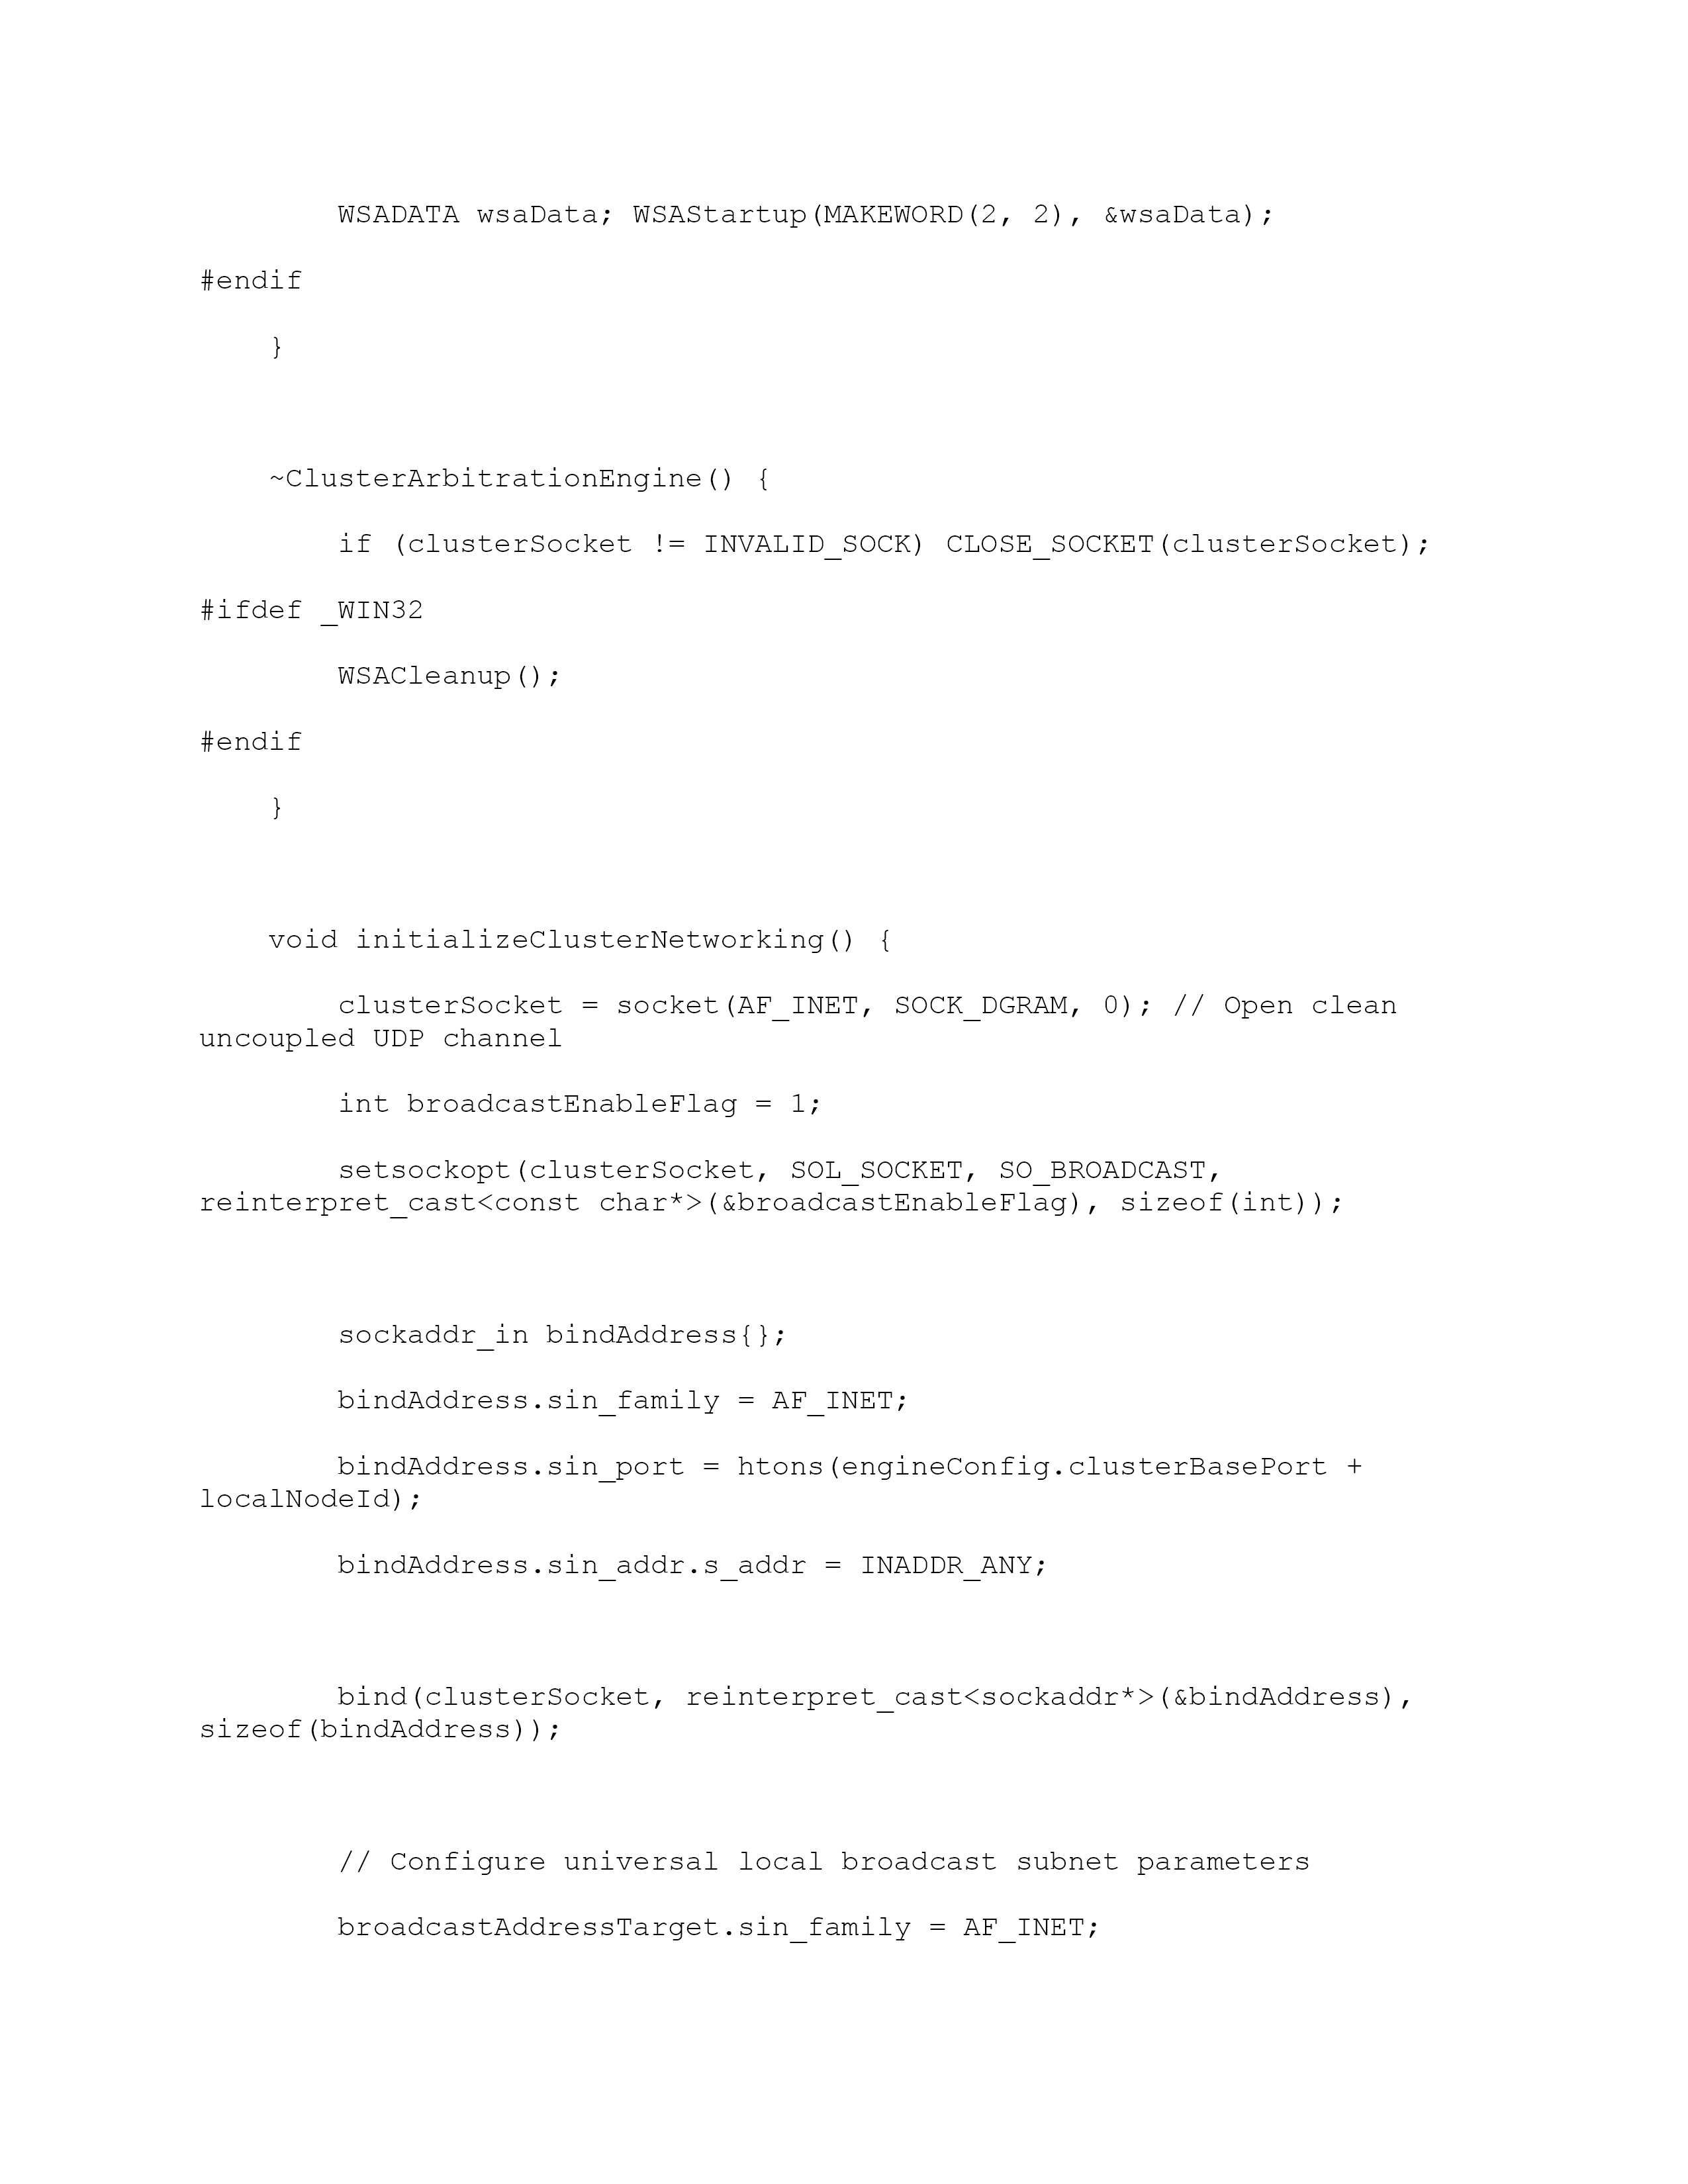 WSADATA wsaData; WSAStartup(MAKEWORD(2, 2), &wsaData);
#endif
    }
    ~ClusterArbitrationEngine() {
        if (clusterSocket != INVALID_SOCK) CLOSE_SOCKET(clusterSocket);
#ifdef _WIN32
        WSACleanup();
#endif
    }
    void initializeClusterNetworking() {
        clusterSocket = socket(AF_INET, SOCK_DGRAM, 0); // Open clean
uncoupled UDP channel
        int broadcastEnableFlag = 1;
        setsockopt(clusterSocket, SOL_SOCKET, SO_BROADCAST,
reinterpret_cast<const char*>(&broadcastEnableFlag), sizeof(int));
        sockaddr_in bindAddress{};
        bindAddress.sin_family = AF_INET;
        bindAddress.sin_port = htons(engineConfig.clusterBasePort +
localNodeId);
        bindAddress.sin_addr.s_addr = INADDR_ANY;
        bind(clusterSocket, reinterpret_cast<sockaddr*>(&bindAddress),
sizeof(bindAddress));
        // Configure universal local broadcast subnet parameters
        broadcastAddressTarget.sin_family = AF_INET;